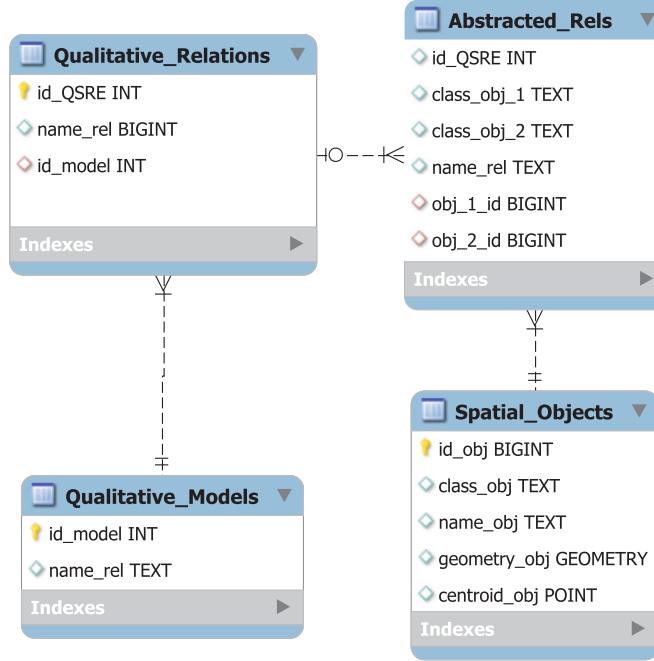 Qualitative_Relations
id_QSRE INT
name_rel BIGINT
id_model INT
Indexes
Abstracted_Rels
id_QSRE INT
class_obj_1 TEXT
class_obj_2 TEXT
name_rel TEXT
obj_1_id BIGINT
obj_2_id BIGINT
Indexes
Qualitative_Models
id_model INT
name_rel TEXT
Indexes
Spatial_Objects
id_obj BIGINT
class_obj TEXT
name_obj TEXT
geometry_obj GEOMETRY
centroid_obj POINT
Indexes